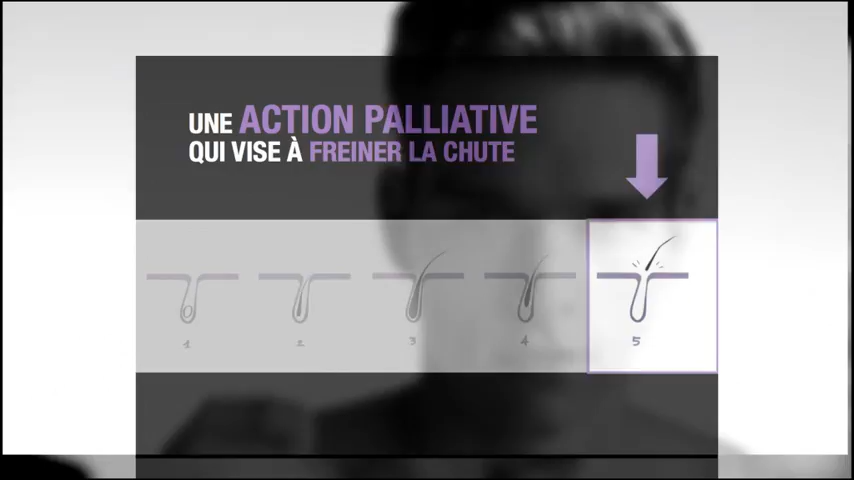 UNE ACTION PALLIATIVE
QUI VISE À FREINER LA CHUTE
1 2 3 4 5